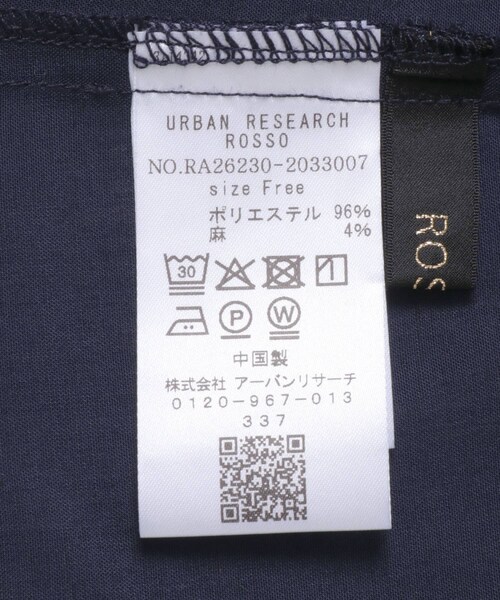 URBAN RESEARCH
ROSSO
NO.RA26230-2033007
size Free
ポリエステル 96%
麻 4%
30
P W
中国製
株式会社 アーバンリサーチ
0120-967-013
337
ROS